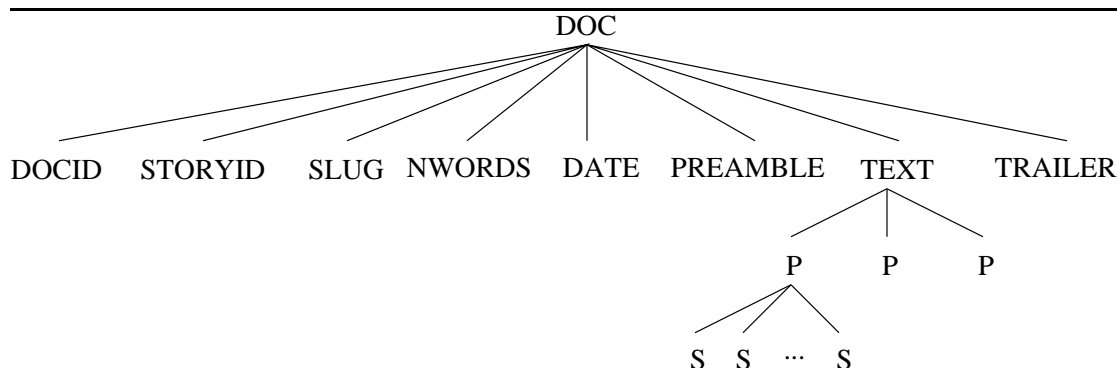 DOC
DOCID STORYID SLUG NWORDS DATE PREAMBLE TEXT TRAILER
P P P
S S ... S